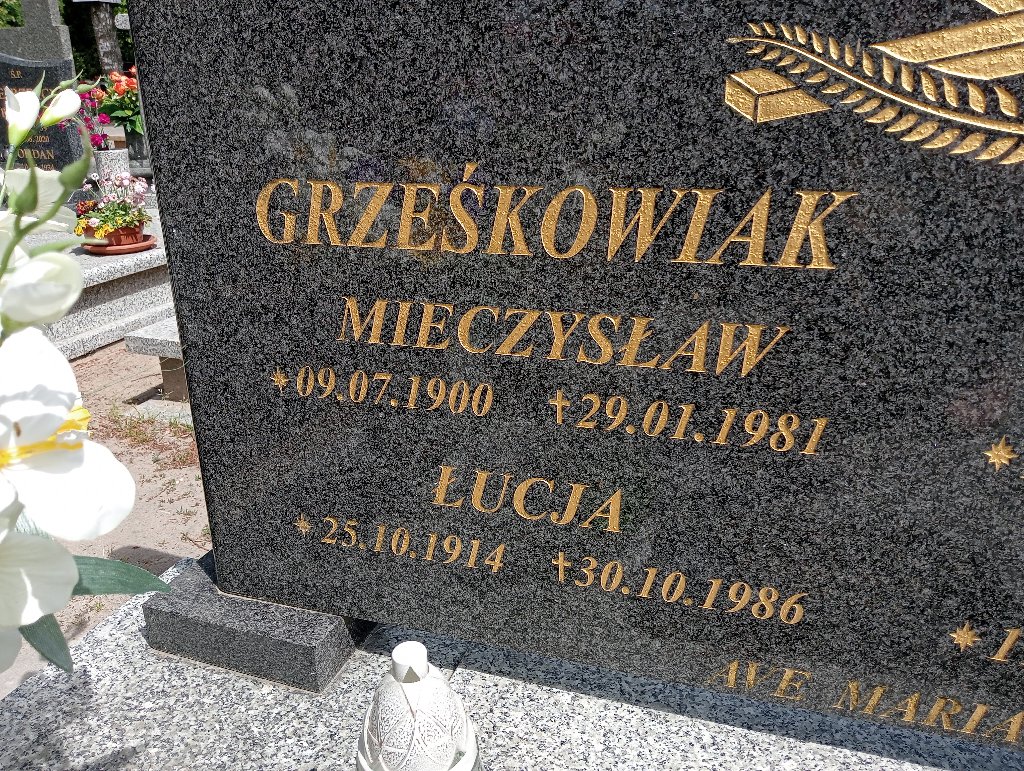 GRZEŚKOWIAK
MIECZYSŁAW
*09.07.1900 †29.01.1981
ŁUCJA
*25.10.1914 †30.10.1986
AVE MARIA
Ś.P.